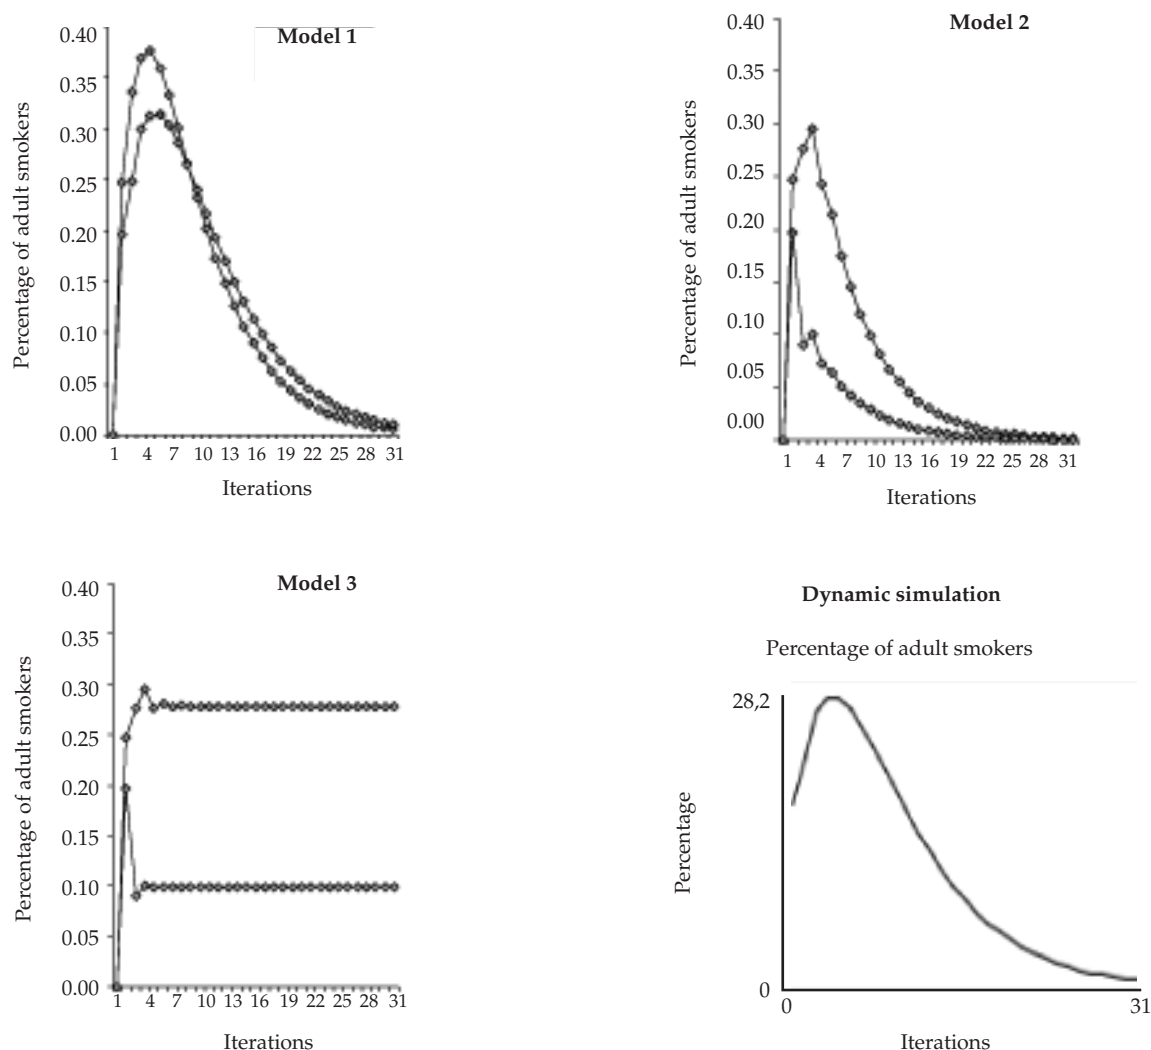 Model 1
Percentage of adult smokers
0.40
0.35
0.30
0.25
0.20
0.15
0.10
0.05
0.00
1 4 7 10 13 16 19 22 25 28 31
Iterations
Model 2
Percentage of adult smokers
0.40
0.35
0.30
0.25
0.20
0.15
0.10
0.05
0.00
1 4 7 10 13 16 19 22 25 28 31
Iterations
Model 3
Percentage of adult smokers
0.40
0.35
0.30
0.25
0.20
0.15
0.10
0.05
0.00
1 4 7 10 13 16 19 22 25 28 31
Iterations
Dynamic simulation
Percentage of adult smokers
28,2
Percentage
0
0 31
Iterations